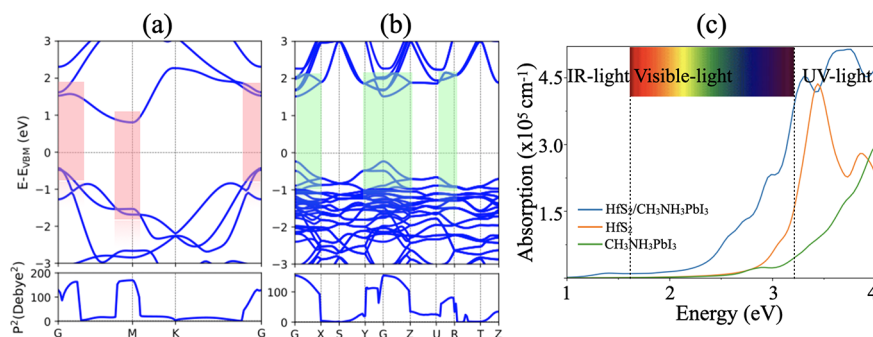 (a)
(b)
(c)
E-E_VBM (eV)
3
2
1
0
−1
−2
−3
P²(Debye²)
200
100
0
G M K G
3
2
1
0
−1
−2
−3
100
0
G X S Y G Z U R T Z
Absorption (x10⁵ cm⁻¹)
4.5
3.0
1.5
IR-light Visible-light UV-light
HfS₂/CH₃NH₃PbI₃
HfS₂
CH₃NH₃PbI₃
1 2 3 4
Energy (eV)